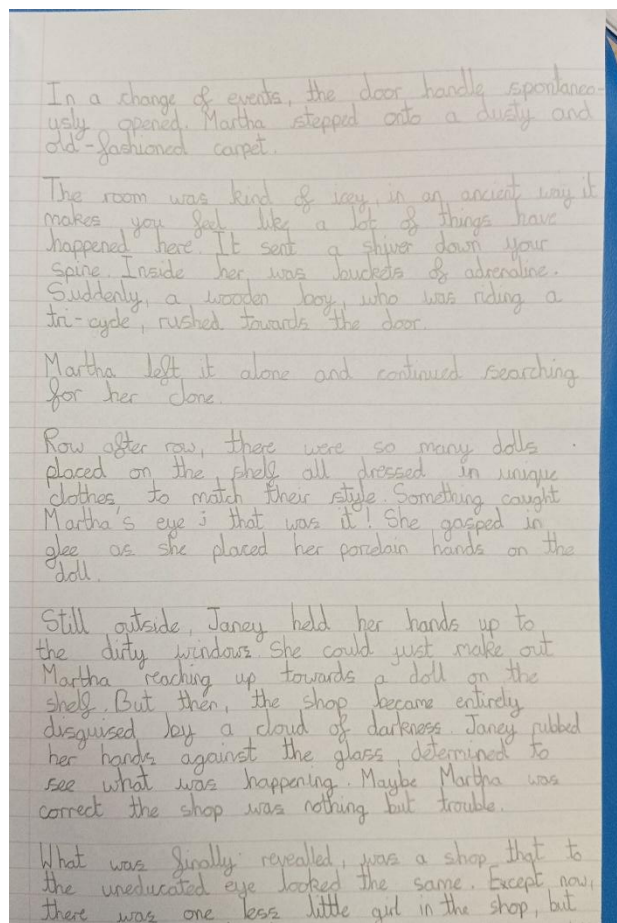 In a change of events, the door handle spontaneo-
usly opened. Martha stepped onto a dusty and
old-fashioned carpet.
The room was kind of icey, in an ancient way it
makes you feel like a lot of things have
happened here. It sent a shiver down your
spine. Inside her was buckets of adrenaline.
Suddenly, a wooden boy, who was riding a
tri-cycle, rushed towards the door.
Martha left it alone and continued searching
for her clone.
Row after row, there were so many dolls
placed on the shelf all dressed in unique
clothes, to match their style. Something caught
Martha's eye ; that was it! She gasped in
glee as she placed her porcelain hands on the
doll.
Still outside, Janey held her hands up to
the dirty windows. She could just make out
Martha reaching up towards a doll on the
shelf. But then, the shop became entirely
disguised by a cloud of darkness. Janey rubbed
her hands against the glass, determined to
see what was happening. Maybe Martha was
correct the shop was nothing but trouble.
What was finally revealled, was a shop that to
the uneducated eye looked the same. Except now,
there was one less little girl in the shop, but